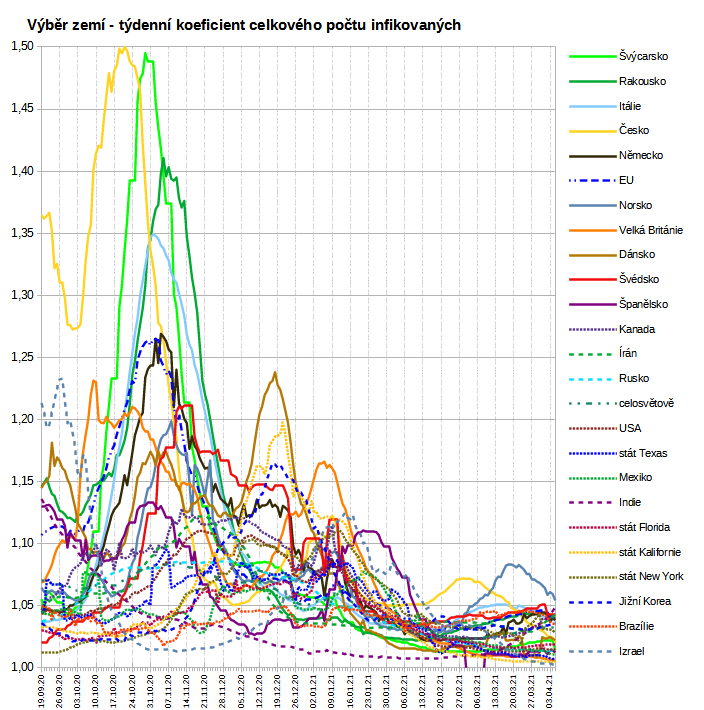 Výběr zemí - týdenní koeficient celkového počtu infikovaných
1,50
1,45
1,40
1,35
1,30
1,25
1,20
1,15
1,10
1,05
1,00
Švýcarsko
Rakousko
Itálie
Česko
Německo
EU
Norsko
Velká Británie
Dánsko
Švédsko
Španělsko
Kanada
Írán
Rusko
celosvětově
USA
stát Texas
Mexiko
Indie
stát Florida
stát Kalifornie
stát New York
Jižní Korea
Brazílie
Izrael
19.09.20
26.09.20
03.10.20
10.10.20
17.10.20
24.10.20
31.10.20
07.11.20
14.11.20
21.11.20
28.11.20
05.12.20
12.12.20
19.12.20
26.12.20
02.01.21
09.01.21
16.01.21
23.01.21
30.01.21
06.02.21
13.02.21
20.02.21
27.02.21
06.03.21
13.03.21
20.03.21
27.03.21
03.04.21